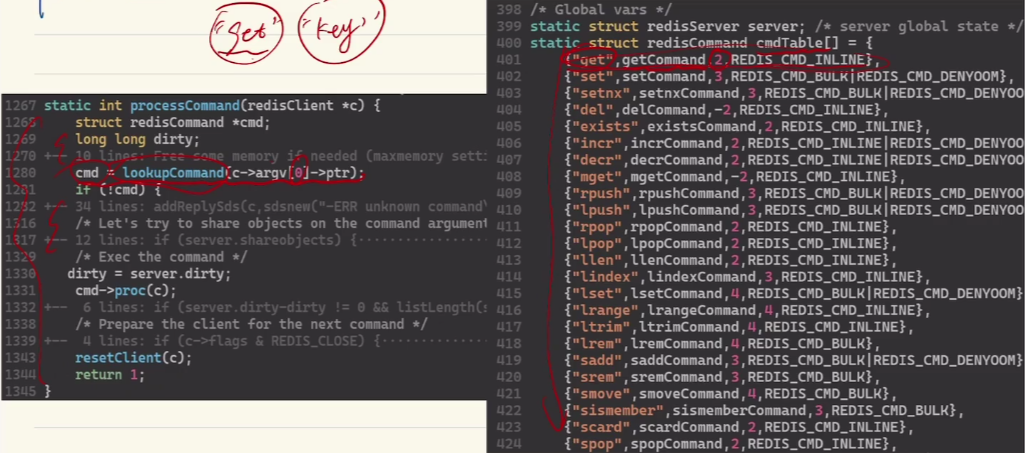 "get" "key"
1267 static int processCommand(redisClient *c) {
1268 struct redisCommand *cmd;
1269 long long dirty;
1270 +-- 10 lines: Free some memory if needed (maxmemory setti
1280 cmd = lookupCommand(c->argv[0]->ptr);
1281 if (!cmd) {
1282 +-- 34 lines: addReplySds(c,sdsnew("-ERR unknown command\
1316 /* Let's try to share objects on the command argument
1317 +-- 12 lines: if (server.shareobjects) {
1329 /* Exec the command */
1330 dirty = server.dirty;
1331 cmd->proc(c);
1332 +-- 6 lines: if (server.dirty-dirty != 0 && listLength(s
1338 /* Prepare the client for the next command */
1339 +-- 4 lines: if (c->flags & REDIS_CLOSE) {
1343 resetClient(c);
1344 return 1;
1345 }
398 /* Global vars */
399 static struct redisServer server; /* server global state */
400 static struct redisCommand cmdTable[] = {
401 {"get",getCommand,2,REDIS_CMD_INLINE},
402 {"set",setCommand,3,REDIS_CMD_BULK|REDIS_CMD_DENYOOM},
403 {"setnx",setnxCommand,3,REDIS_CMD_BULK|REDIS_CMD_DENYOO
404 {"del",delCommand,-2,REDIS_CMD_INLINE},
405 {"exists",existsCommand,2,REDIS_CMD_INLINE},
406 {"incr",incrCommand,2,REDIS_CMD_INLINE|REDIS_CMD_DENYOO
407 {"decr",decrCommand,2,REDIS_CMD_INLINE|REDIS_CMD_DENYOO
408 {"mget",mgetCommand,-2,REDIS_CMD_INLINE},
409 {"rpush",rpushCommand,3,REDIS_CMD_BULK|REDIS_CMD_DENYOO
410 {"lpush",lpushCommand,3,REDIS_CMD_BULK|REDIS_CMD_DENYOO
411 {"rpop",rpopCommand,2,REDIS_CMD_INLINE},
412 {"lpop",lpopCommand,2,REDIS_CMD_INLINE},
413 {"llen",llenCommand,2,REDIS_CMD_INLINE},
414 {"lindex",lindexCommand,3,REDIS_CMD_INLINE},
415 {"lset",lsetCommand,4,REDIS_CMD_BULK|REDIS_CMD_DENYOOM}
416 {"lrange",lrangeCommand,4,REDIS_CMD_INLINE},
417 {"ltrim",ltrimCommand,4,REDIS_CMD_INLINE},
418 {"lrem",lremCommand,4,REDIS_CMD_BULK},
419 {"sadd",saddCommand,3,REDIS_CMD_BULK|REDIS_CMD_DENYOOM}
420 {"srem",sremCommand,3,REDIS_CMD_BULK},
421 {"smove",smoveCommand,4,REDIS_CMD_BULK},
422 {"sismember",sismemberCommand,3,REDIS_CMD_BULK},
423 {"scard",scardCommand,2,REDIS_CMD_INLINE},
424 {"spop",spopCommand,2,REDIS_CMD_INLINE},